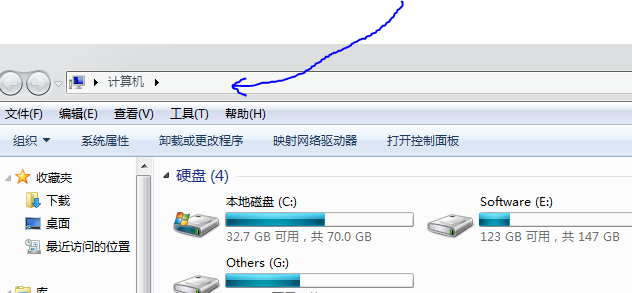 计算机
文件(F) 编辑(E) 查看(V) 工具(T) 帮助(H)
组织 系统属性 卸载或更改程序 映射网络驱动器 打开控制面板
收藏夹
下载
桌面
最近访问的位置
库
硬盘 (4)
本地磁盘 (C:)
32.7 GB 可用，共 70.0 GB
Software (E:)
123 GB 可用，共 147 GB
Others (G:)